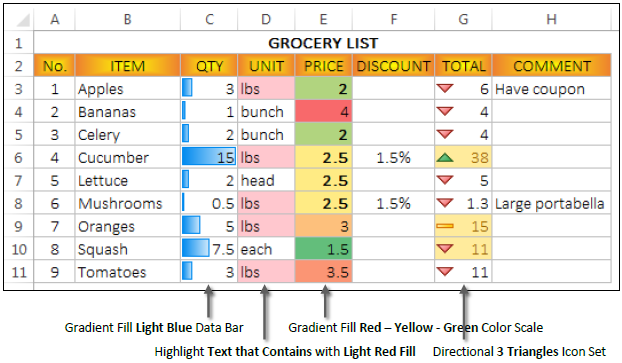 A B C D E F G H
1 GROCERY LIST
2 No. ITEM QTY UNIT PRICE DISCOUNT TOTAL COMMENT
3 1 Apples 3 lbs 2 6 Have coupon
4 2 Bananas 1 bunch 4 4
5 3 Celery 2 bunch 2 4
6 4 Cucumber 15 lbs 2.5 1.5% 38
7 5 Lettuce 2 head 2.5 5
8 6 Mushrooms 0.5 lbs 2.5 1.5% 1.3 Large portabella
9 7 Oranges 5 lbs 3 15
10 8 Squash 7.5 each 1.5 11
11 9 Tomatoes 3 lbs 3.5 11
Gradient Fill Light Blue Data Bar Gradient Fill Red – Yellow - Green Color Scale
Highlight Text that Contains with Light Red Fill Directional 3 Triangles Icon Set